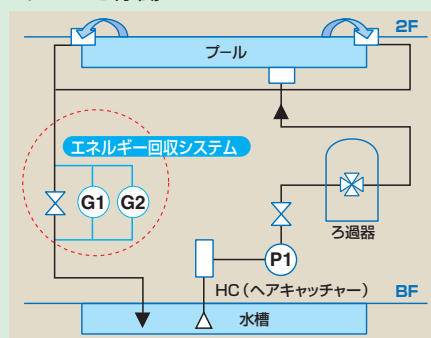 2F
プール
エネルギー回収システム
G1
G2
ろ過器
P1
HC（ヘアキャッチャー）
BF
水槽